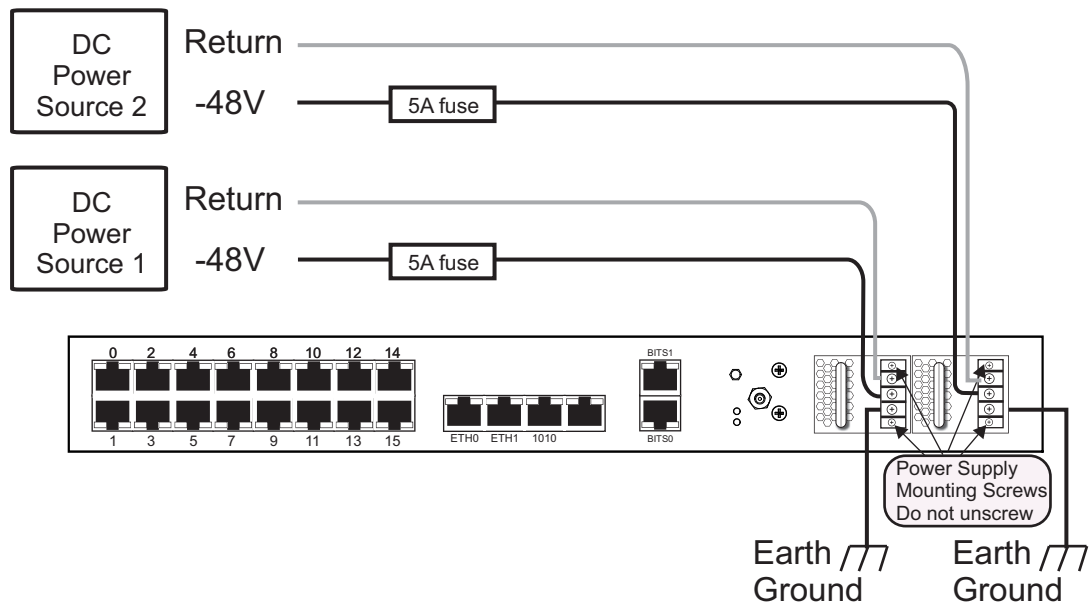 DC
Power
Source 2
Return
-48V
5A fuse
DC
Power
Source 1
Return
-48V
5A fuse
0 2 4 6 8 10 12 14
1 3 5 7 9 11 13 15
ETH0 ETH1 1010
BITS1
BITS0
Power Supply
Mounting Screws
Do not unscrew
Earth
Ground
Earth
Ground